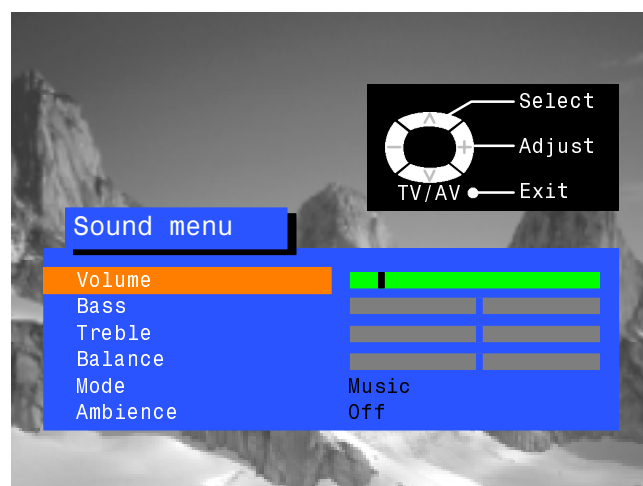 Select
Adjust
TV/AV Exit
Sound menu
Volume
Bass
Treble
Balance
Mode Music
Ambience Off